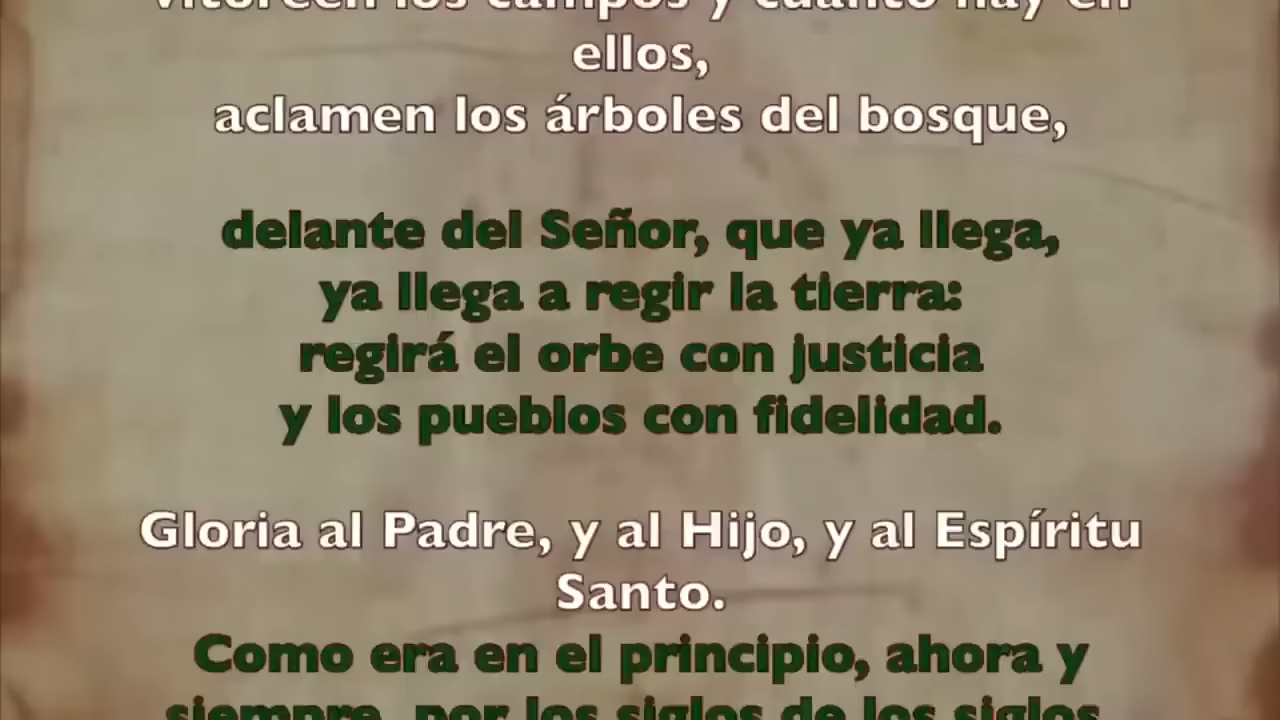 vitoreen los campos y cuanto hay en
ellos,
aclamen los árboles del bosque,
delante del Señor, que ya llega,
ya llega a regir la tierra:
regirá el orbe con justicia
y los pueblos con fidelidad.
Gloria al Padre, y al Hijo, y al Espíritu
Santo.
Como era en el principio, ahora y
siempre, por los siglos de los siglos